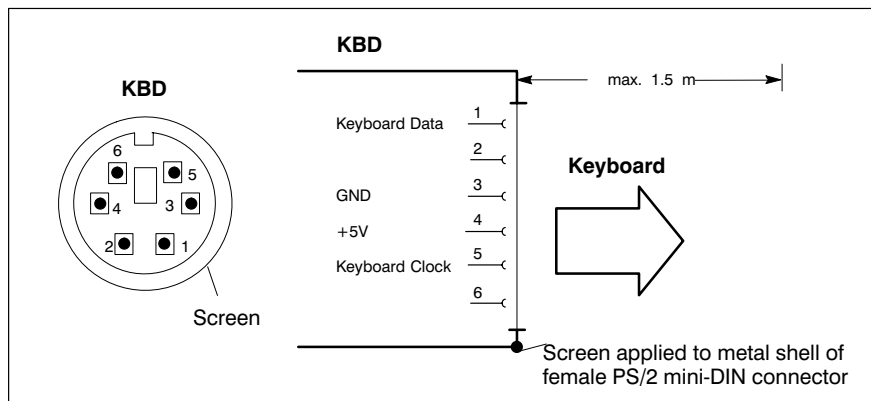 KBD
6
5
4
3
2
1
Screen
KBD
max. 1.5 m
Keyboard Data
1
2
GND
3
+5V
4
Keyboard Clock
5
6
Keyboard
Screen applied to metal shell of
female PS/2 mini-DIN connector